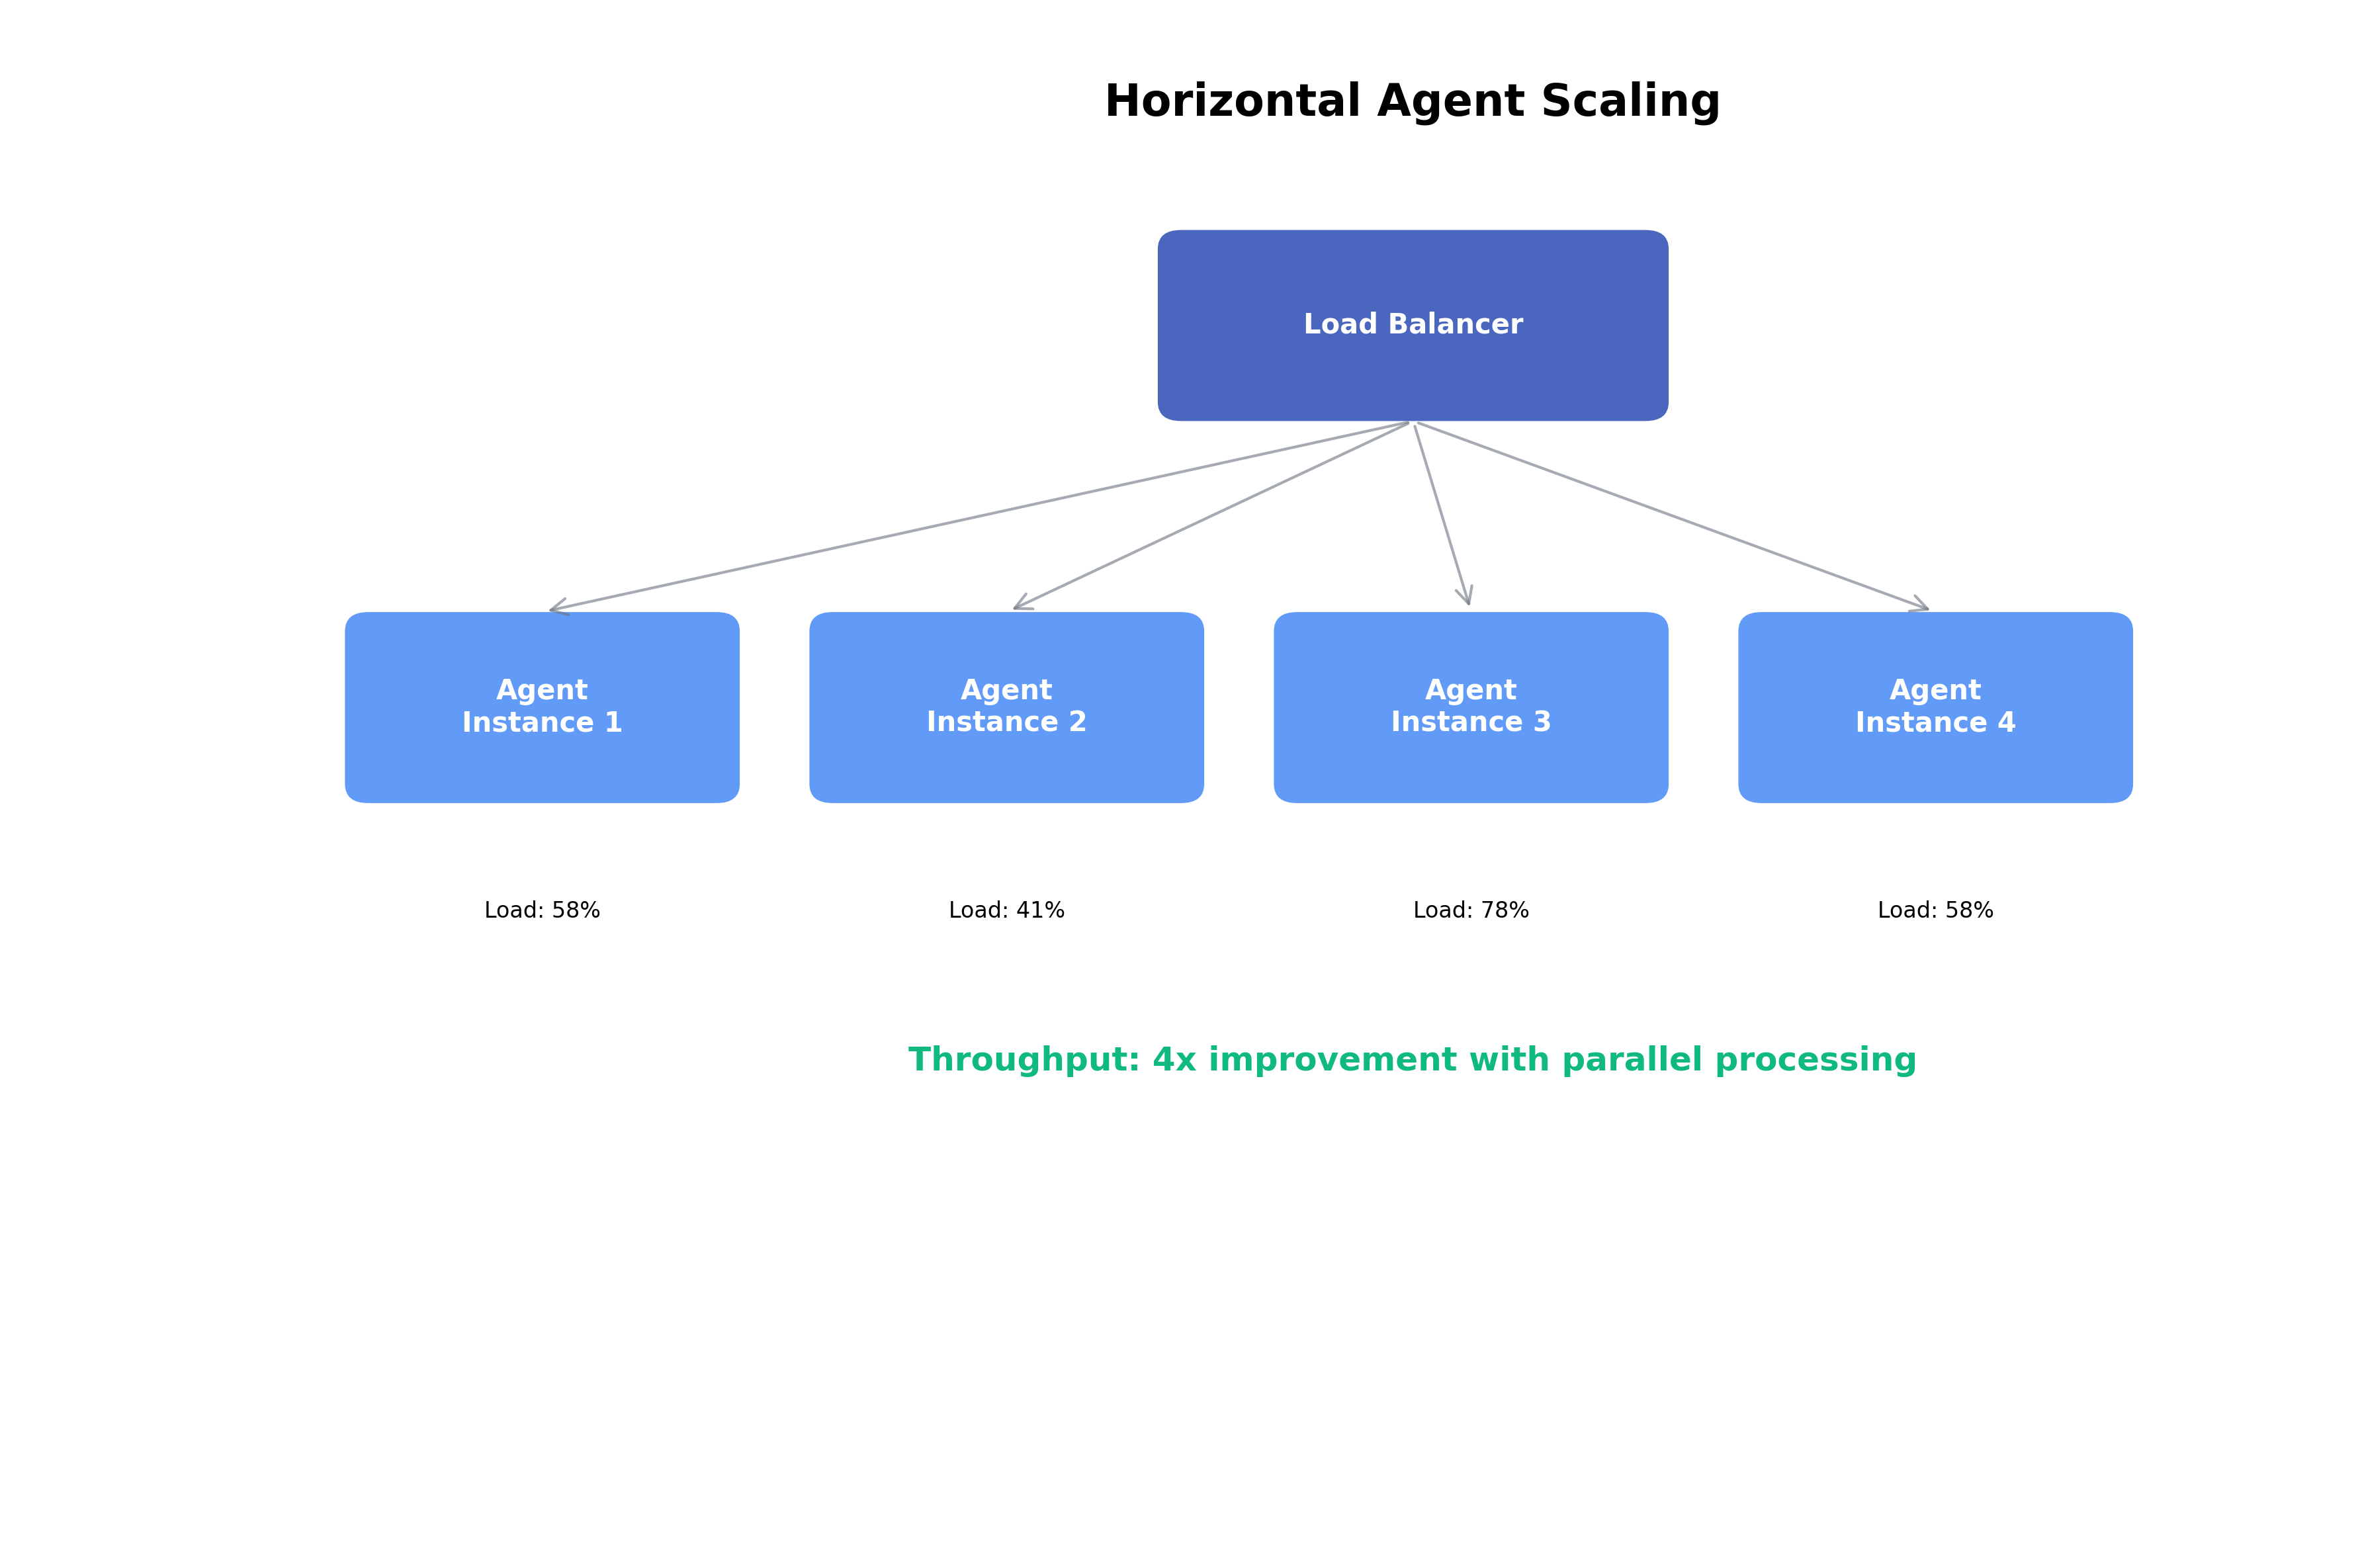 Horizontal Agent Scaling
Load Balancer
Agent
Instance 1
Agent
Instance 2
Agent
Instance 3
Agent
Instance 4
Load: 58%
Load: 41%
Load: 78%
Load: 58%
Throughput: 4x improvement with parallel processing